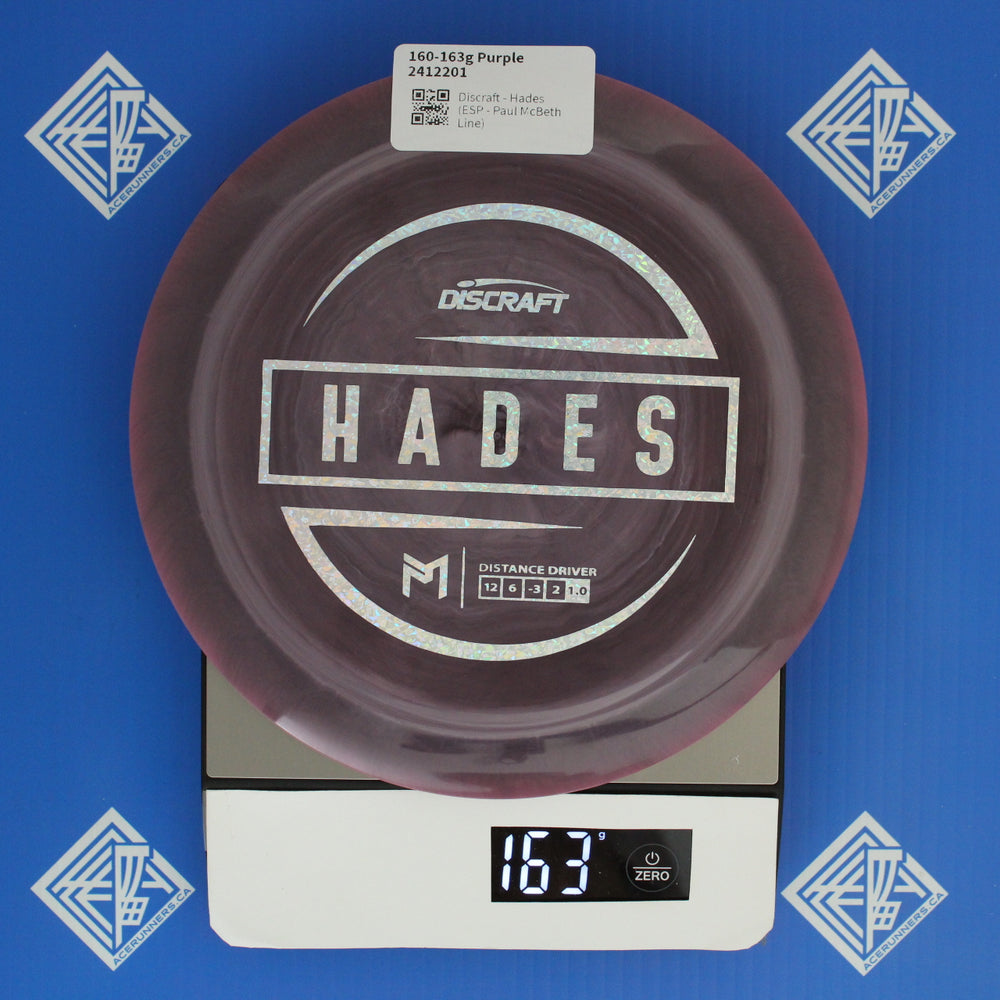 160-163g Purple
2412201
Discraft - Hades
(ESP - Paul McBeth
Line)
DISCRAFT
HADES
DISTANCE DRIVER
12 6 -3 2 1.0
163 g
ZERO
ACERUNNERS.CA
ACERUNNERS.CA
ACERUNNERS.CA
ACERUNNERS.CA